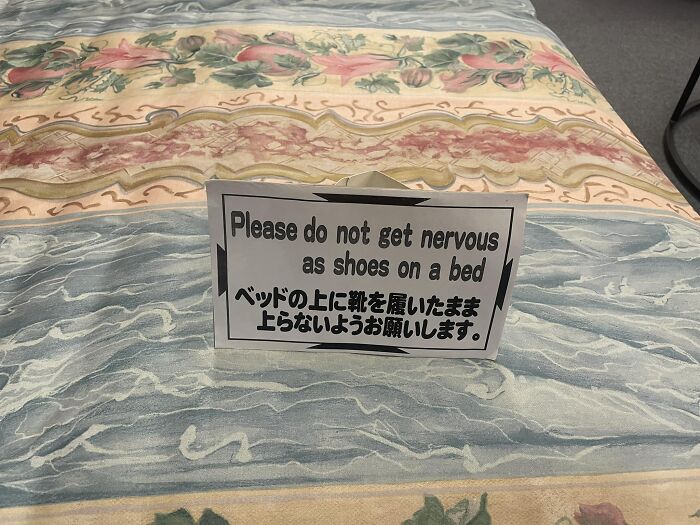 Please do not get nervous
as shoes on a bed
ベッドの上に靴を履いたまま
上らないようお願いします。